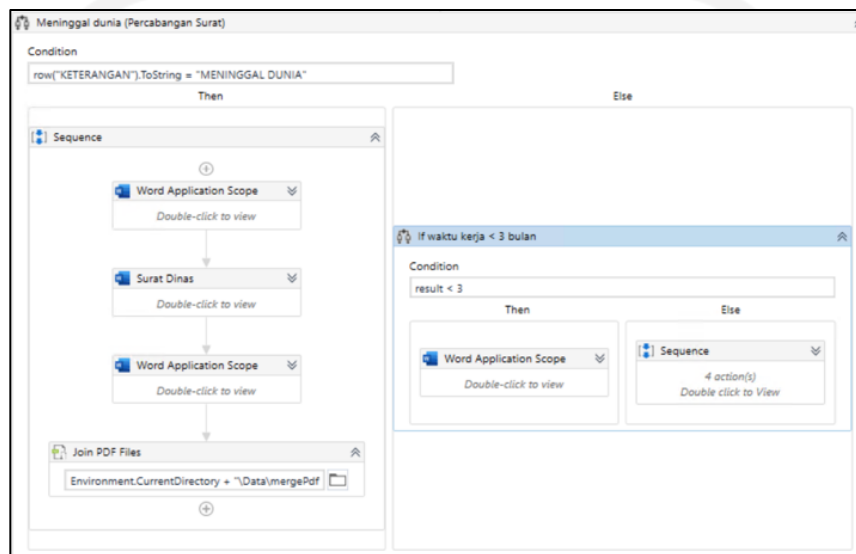 Meninggal dunia (Percabangan Surat)
Condition
row("KETERANGAN").ToString = "MENINGGAL DUNIA"
Then
Else
Sequence
Word Application Scope
Double-click to view
Surat Dinas
Double-click to view
Word Application Scope
Double-click to view
Join PDF Files
Environment.CurrentDirectory + "\Data\mergePdf
If waktu kerja < 3 bulan
Condition
result < 3
Then
Else
Word Application Scope
Double-click to view
Sequence
4 action(s)
Double click to View